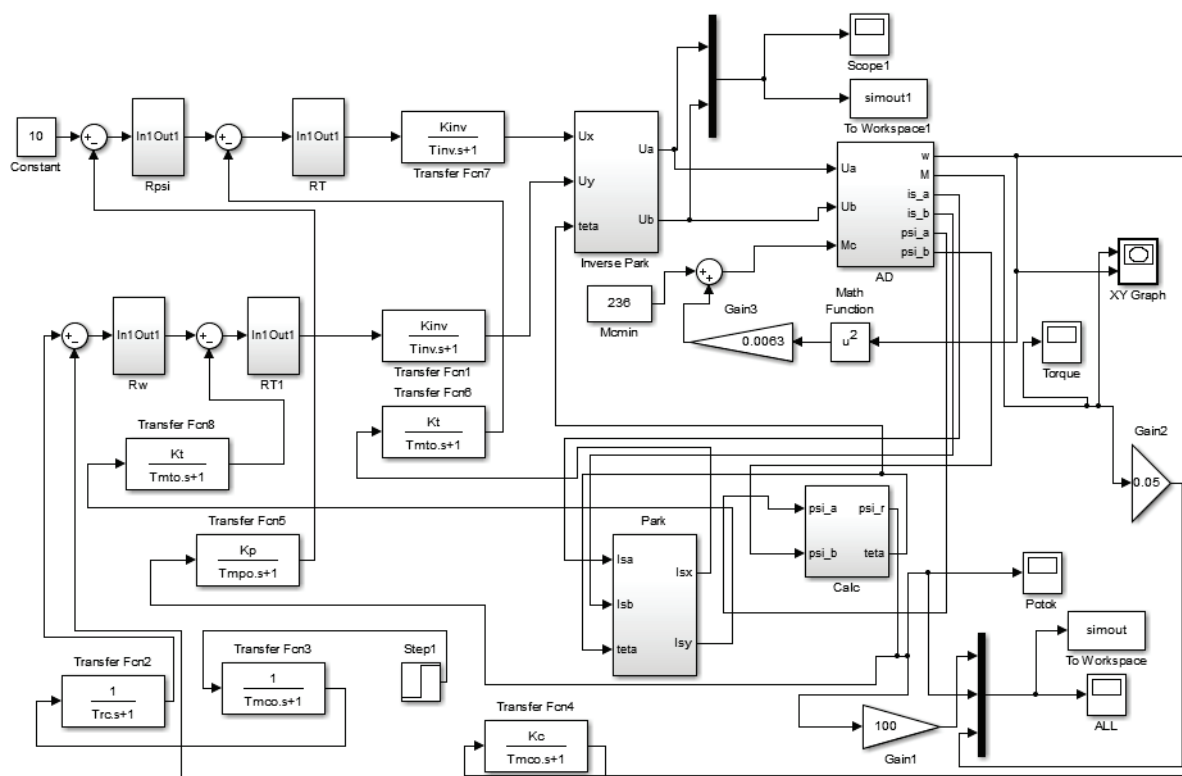 Scope1
simout1
To Workspace1
10
Constant
+
−
In1 Out1
Rpsi
+
−
In1 Out1
RT
Kinv
Tinv.s+1
Transfer Fcn7
Ux
Uy
teta
Ua
Ub
Inverse Park
Ua
Ub
Mc
w
M
is_a
is_b
psi_a
psi_b
AD
XY Graph
236
Mcmin
+
+
Gain3
0.0063
Math
Function
u2
Torque
+
−
In1 Out1
Rw
+
−
In1 Out1
RT1
Kinv
Tinv.s+1
Transfer Fcn1
Transfer Fcn6
Kt
Tmto.s+1
Transfer Fcn8
Kt
Tmto.s+1
Gain2
0.05
Transfer Fcn5
Kp
Tmpo.s+1
Park
Isa
Isb
teta
Isx
Isy
psi_a
psi_b
psi_r
teta
Calc
Potok
simout
To Workspace
ALL
Transfer Fcn2
1
Trc.s+1
Transfer Fcn3
1
Tmco.s+1
Step1
Transfer Fcn4
Kc
Tmco.s+1
100
Gain1